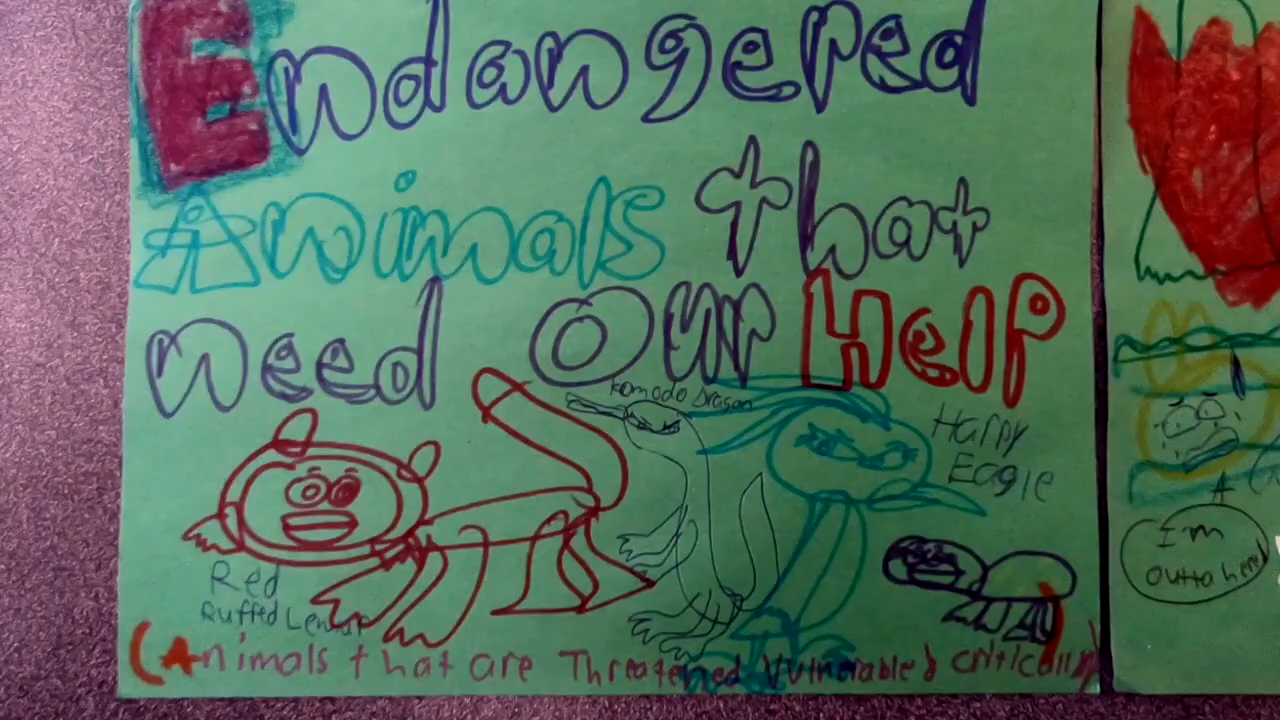 Endangered
Animals that
need Our Help
Komodo Dragon
Harpy
Eagle
Red
Ruffed Lemur
(Animals that are Threatened Vulnerable & critically)
I'm
outta here!
A